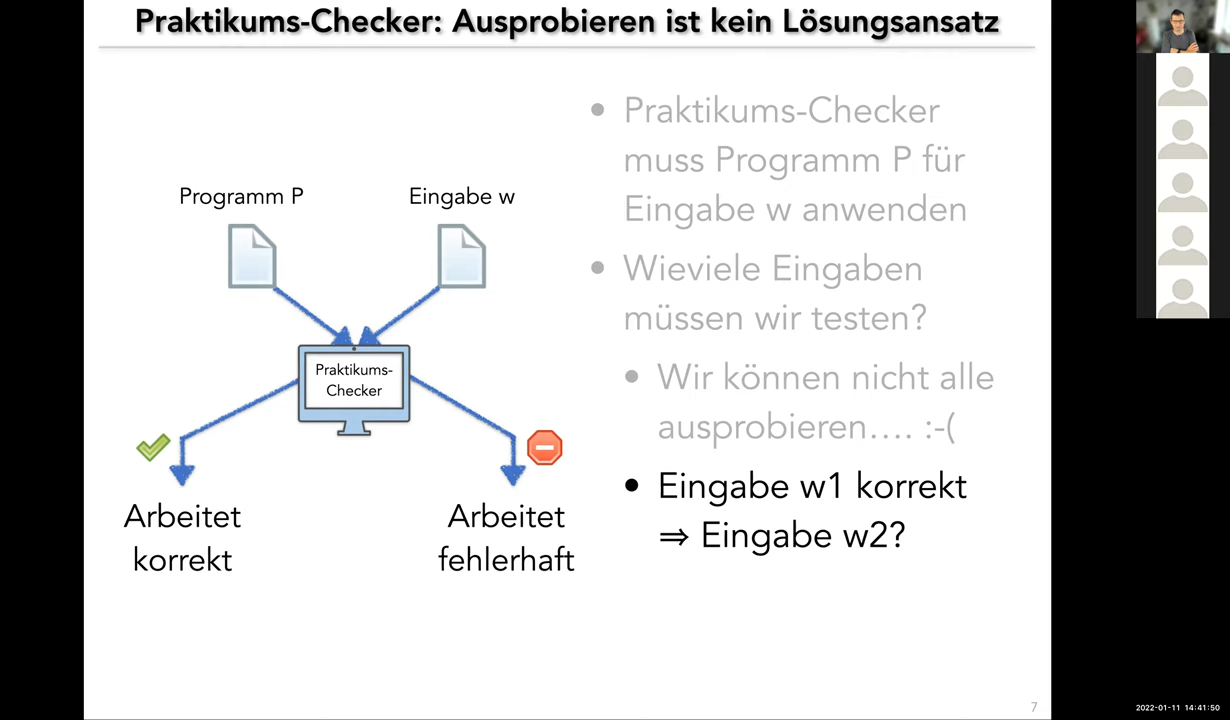 Praktikums-Checker: Ausprobieren ist kein Lösungsansatz
Programm P
Eingabe w
Praktikums-
Checker
Arbeitet
korrekt
Arbeitet
fehlerhaft
• Praktikums-Checker
muss Programm P für
Eingabe w anwenden
• Wieviele Eingaben
müssen wir testen?
• Wir können nicht alle
ausprobieren…. :-(
• Eingabe w1 korrekt
⇒ Eingabe w2?
7
2022-01-11 14:41:50